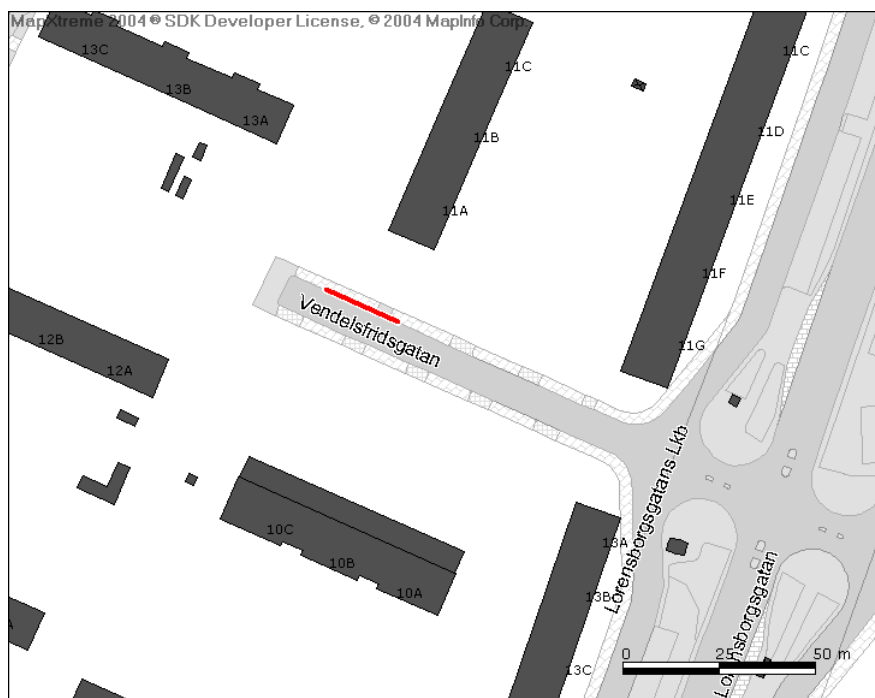 MapXtreme 2004 ® SDK Developer License, © 2004 MapInfo Corp.
13C
13B
13A
11C
11B
11A
11C
11D
11E
11F
11G
Vendelsfridsgatan
12B
12A
10C
10B
10A
13A
13B
13C
Lorensborgsgatans Lkb
Lorensborgsgatan
A
0 25 50 m